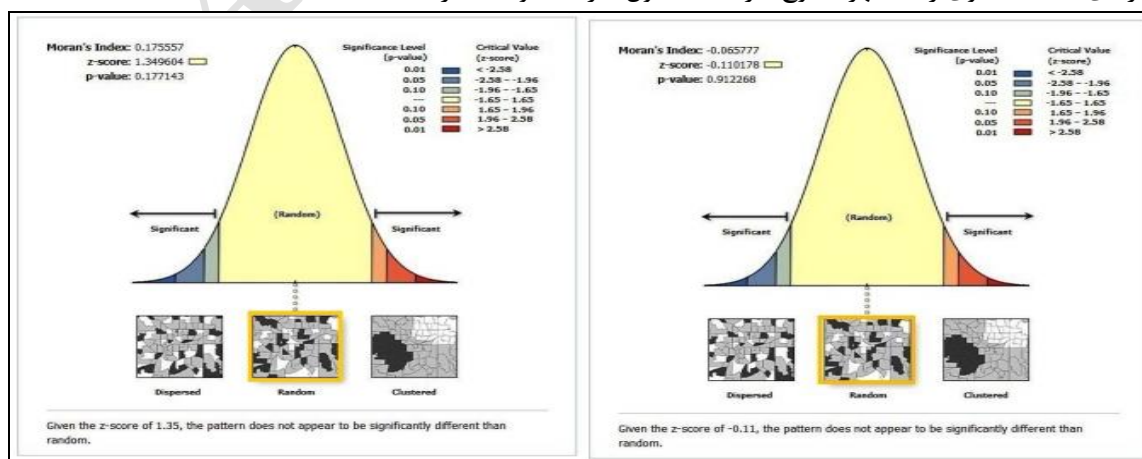 Moran's Index: 0.175557
z-score: 1.349604
p-value: 0.177143
Significance Level (p-value)
Critical Value (z-score)
0.01 < -2.58
0.05 -2.58 - -1.96
0.10 -1.96 - -1.65
--- -1.65 - 1.65
0.10 1.65 - 1.96
0.05 1.96 - 2.58
0.01 > 2.58
(Random)
Significant
Significant
Dispersed
Random
Clustered
Given the z-score of 1.35, the pattern does not appear to be significantly different than
random.
Moran's Index: -0.065777
z-score: -0.110178
p-value: 0.912268
Significance Level (p-value)
Critical Value (z-score)
0.01 < -2.58
0.05 -2.58 - -1.96
0.10 -1.96 - -1.65
--- -1.65 - 1.65
0.10 1.65 - 1.96
0.05 1.96 - 2.58
0.01 > 2.58
(Random)
Significant
Significant
Dispersed
Random
Clustered
Given the z-score of -0.11, the pattern does not appear to be significantly different than
random.